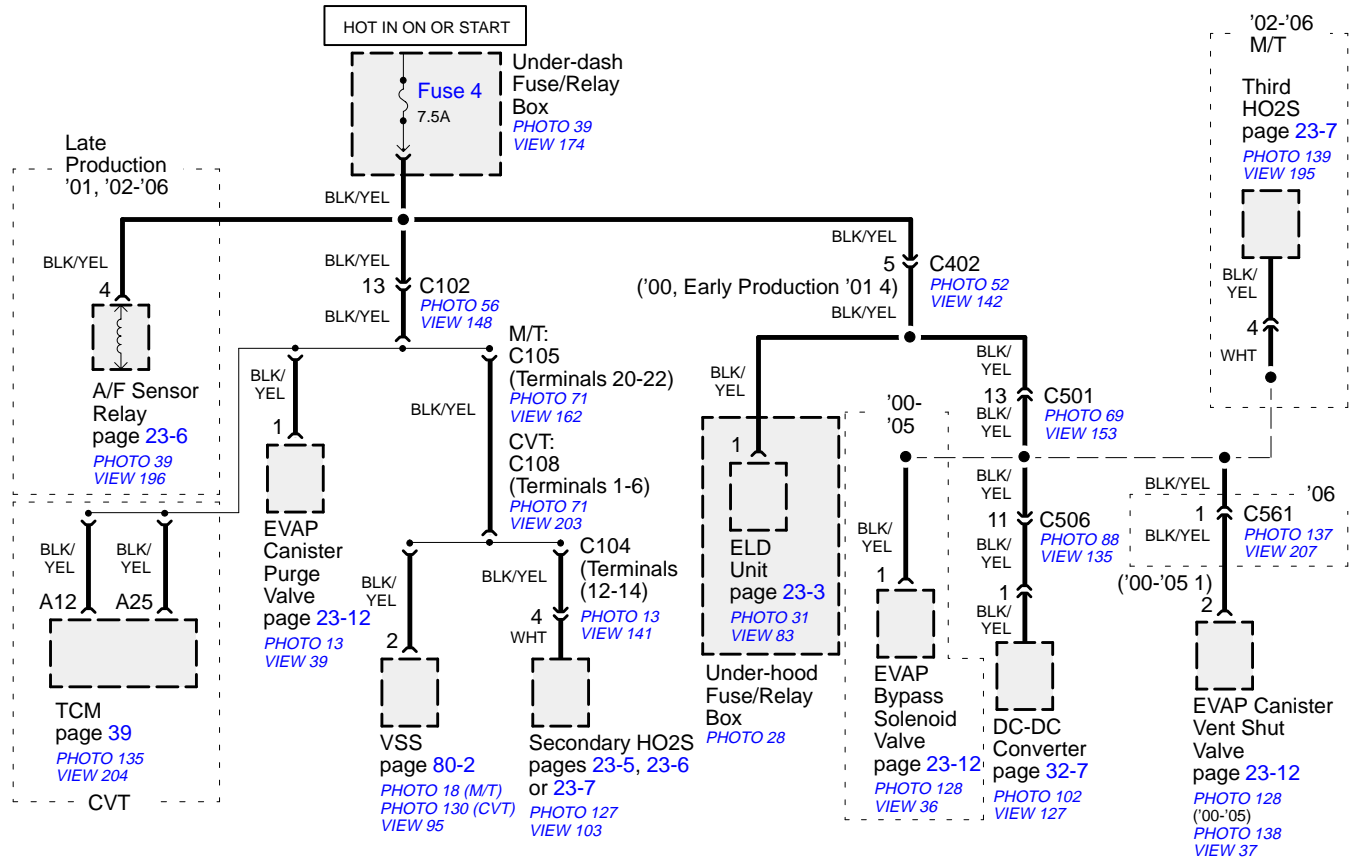 HOT IN ON OR START
Under-dash
Fuse/Relay
Box
PHOTO 39
VIEW 174
Fuse 4
7.5A
'02-'06
M/T
Third
HO2S
page 23-7
PHOTO 139
VIEW 195
BLK/
YEL
4
WHT
Late
Production
'01, '02-'06
BLK/YEL
BLK/YEL
4
A/F Sensor
Relay
page 23-6
PHOTO 39
VIEW 196
BLK/YEL
13
C102
PHOTO 56
VIEW 148
BLK/YEL
BLK/YEL
5
C402
('00, Early Production '01 4)
PHOTO 52
VIEW 142
BLK/YEL
M/T:
C105
(Terminals 20-22)
PHOTO 71
VIEW 162
CVT:
C108
(Terminals 1-6)
PHOTO 71
VIEW 203
BLK/YEL
BLK/
YEL
1
EVAP
Canister
Purge
Valve
page 23-12
PHOTO 13
VIEW 39
BLK/
YEL
BLK/
YEL
A12
A25
TCM
page 39
PHOTO 135
VIEW 204
CVT
BLK/
YEL
2
VSS
page 80-2
PHOTO 18 (M/T)
PHOTO 130 (CVT)
VIEW 95
BLK/YEL
C104
(Terminals
(12-14)
PHOTO 13
VIEW 141
4
WHT
Secondary HO2S
pages 23-5, 23-6
or 23-7
PHOTO 127
VIEW 103
BLK/
YEL
1
ELD
Unit
page 23-3
PHOTO 31
VIEW 83
Under-hood
Fuse/Relay
Box
PHOTO 28
BLK/
YEL
13
C501
PHOTO 69
VIEW 153
BLK/
YEL
'00-
'05
BLK/
YEL
1
EVAP
Bypass
Solenoid
Valve
page 23-12
PHOTO 128
VIEW 36
BLK/
YEL
11
C506
PHOTO 88
VIEW 135
BLK/
YEL
1
BLK/
YEL
DC-DC
Converter
page 32-7
PHOTO 102
VIEW 127
BLK/YEL
'06
1
C561
PHOTO 137
VIEW 207
BLK/YEL
('00-'05 1)
2
EVAP Canister
Vent Shut
Valve
page 23-12
PHOTO 128
('00-'05)
PHOTO 138
VIEW 37